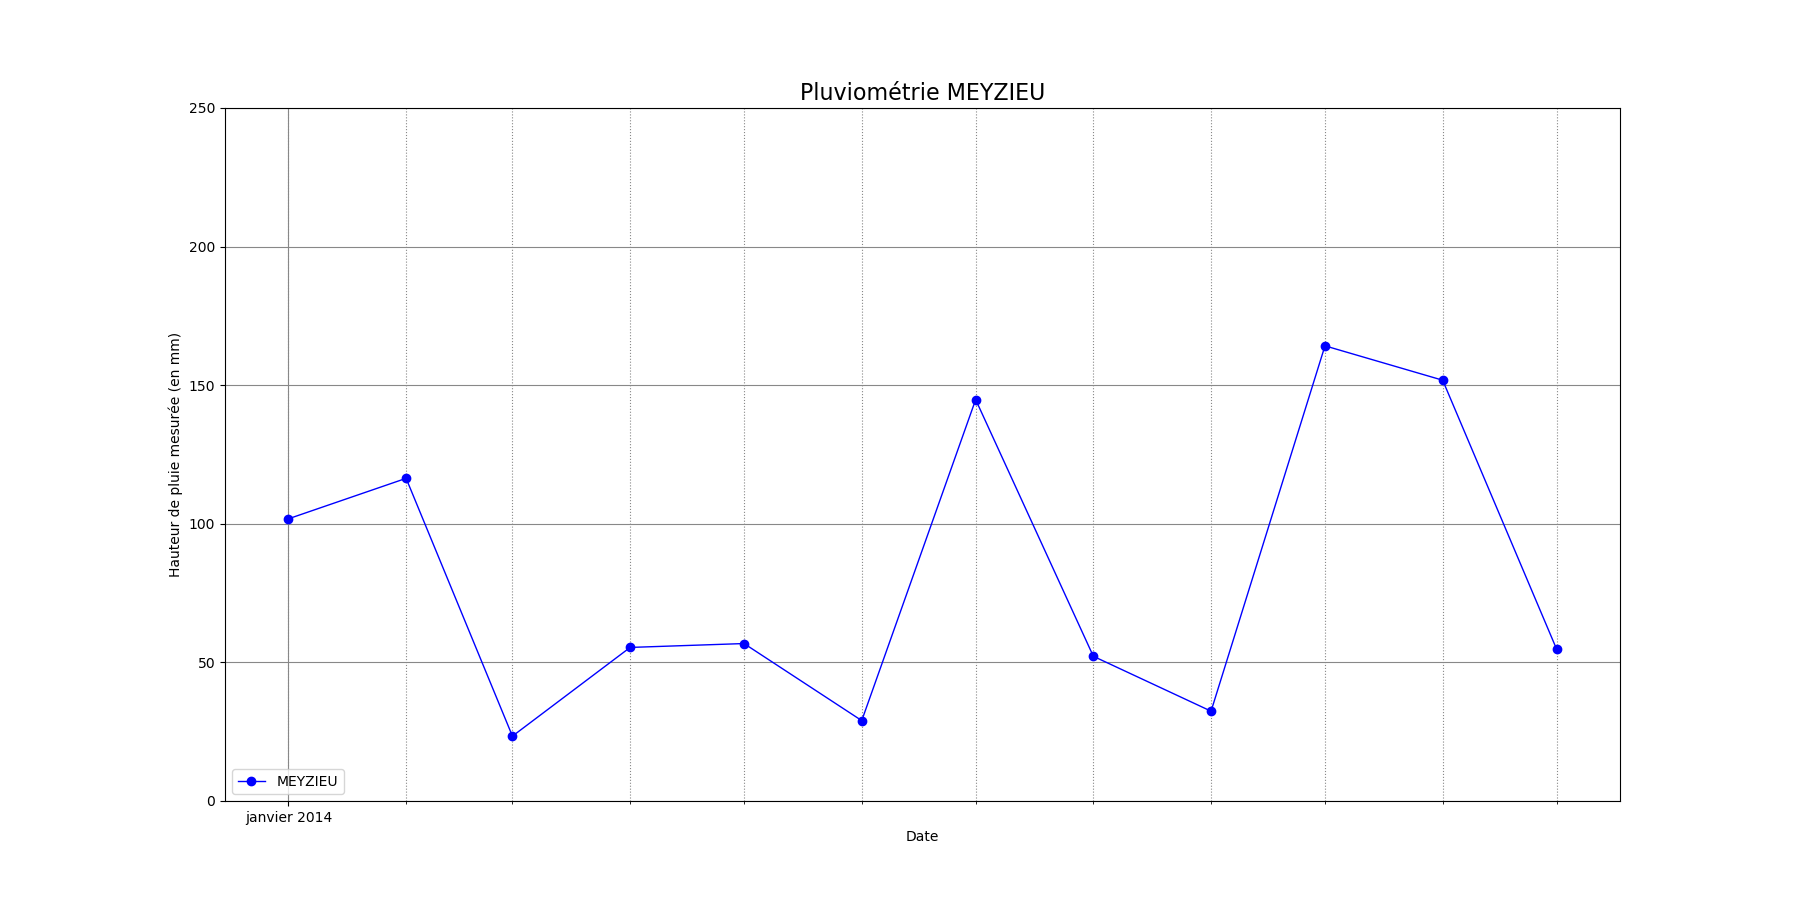 Pluviométrie MEYZIEU
250
200
150
100
50
0
Hauteur de pluie mesurée (en mm)
MEYZIEU
janvier 2014
Date